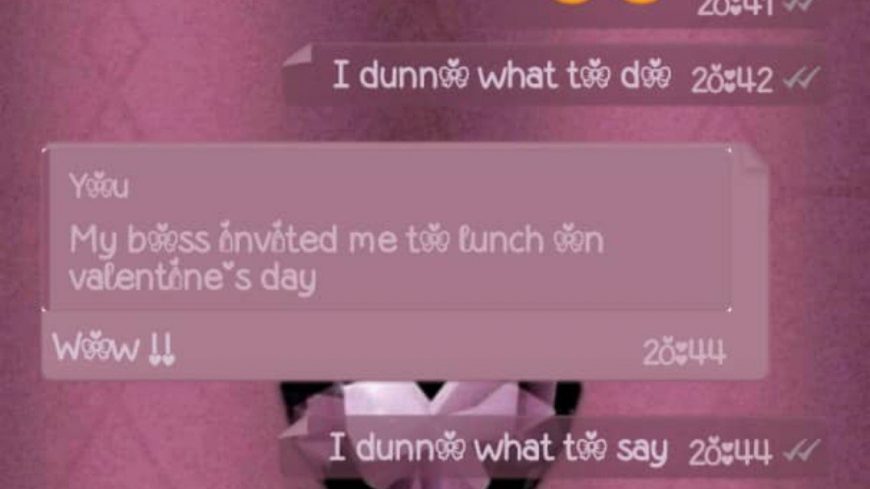 20:41
I dunno what to do 20:42
You
My boss invited me to lunch on
valentine's day
Wow !! 20:44
I dunno what to say 20:44